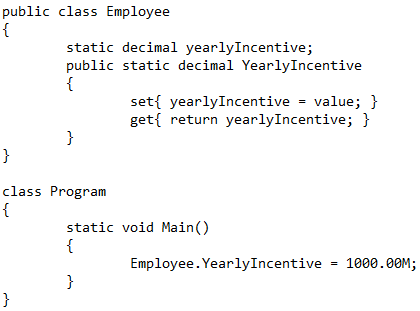 public class Employee
{
static decimal yearlyIncentive;
public static decimal YearlyIncentive
{
set{ yearlyIncentive = value; }
get{ return yearlyIncentive; }
}
}
class Program
{
static void Main()
{
Employee.YearlyIncentive = 1000.00M;
}
}